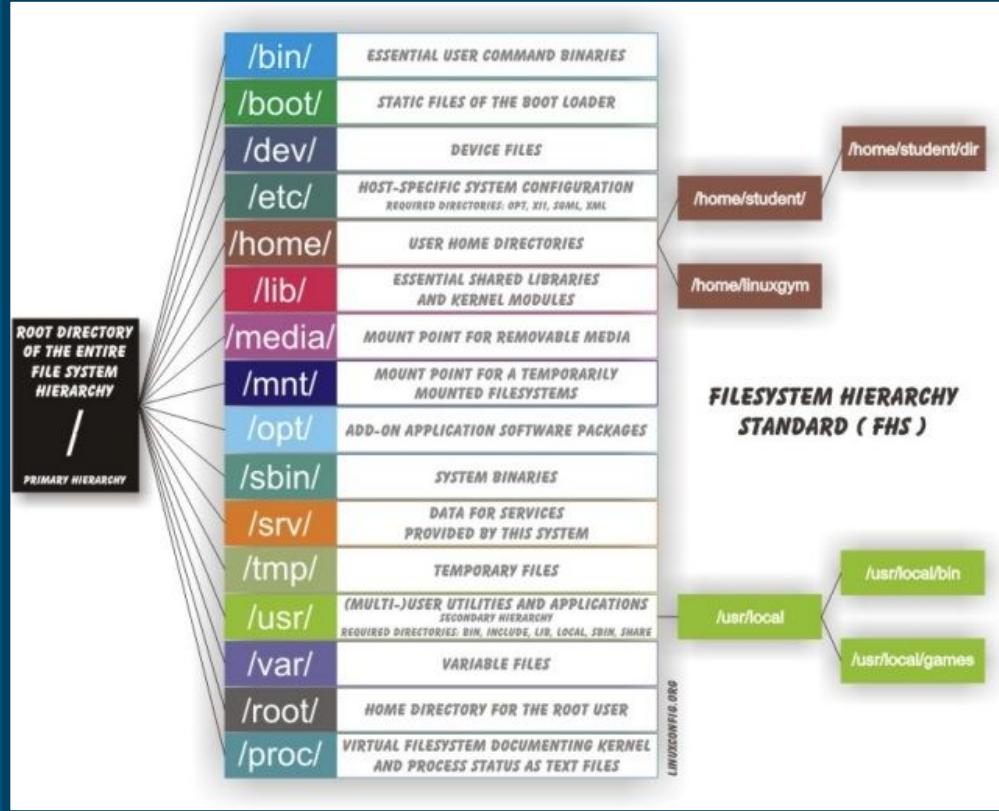 ROOT DIRECTORY
OF THE ENTIRE
FILE SYSTEM
HIERARCHY
/
PRIMARY HIERARCHY
/bin/
ESSENTIAL USER COMMAND BINARIES
/boot/
STATIC FILES OF THE BOOT LOADER
/dev/
DEVICE FILES
/etc/
HOST-SPECIFIC SYSTEM CONFIGURATION
REQUIRED DIRECTORIES: OPT, XII, SGML, XML
/home/
USER HOME DIRECTORIES
/lib/
ESSENTIAL SHARED LIBRARIES
AND KERNEL MODULES
/media/
MOUNT POINT FOR REMOVABLE MEDIA
/mnt/
MOUNT POINT FOR A TEMPORARILY
MOUNTED FILESYSTEMS
/opt/
ADD-ON APPLICATION SOFTWARE PACKAGES
/sbin/
SYSTEM BINARIES
/srv/
DATA FOR SERVICES
PROVIDED BY THIS SYSTEM
/tmp/
TEMPORARY FILES
/usr/
(MULTI-)USER UTILITIES AND APPLICATIONS
SECONDARY HIERARCHY
REQUIRED DIRECTORIES: BIN, INCLUDE, LIB, LOCAL, SBIN, SHARE
/var/
VARIABLE FILES
/root/
HOME DIRECTORY FOR THE ROOT USER
/proc/
VIRTUAL FILESYSTEM DOCUMENTING KERNEL
AND PROCESS STATUS AS TEXT FILES
/home/student/
/home/student/dir
/home/linuxgym
FILESYSTEM HIERARCHY
STANDARD ( FHS )
/usr/local
/usr/local/bin
/usr/local/games
LINUXCONFIG.ORG